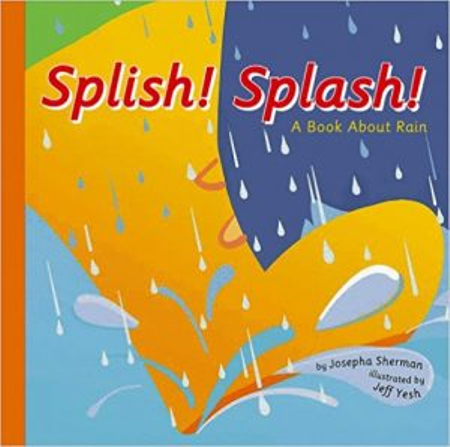 Splish! Splash!
A Book About Rain
by Josepha Sherman
illustrated by
Jeff Yesh